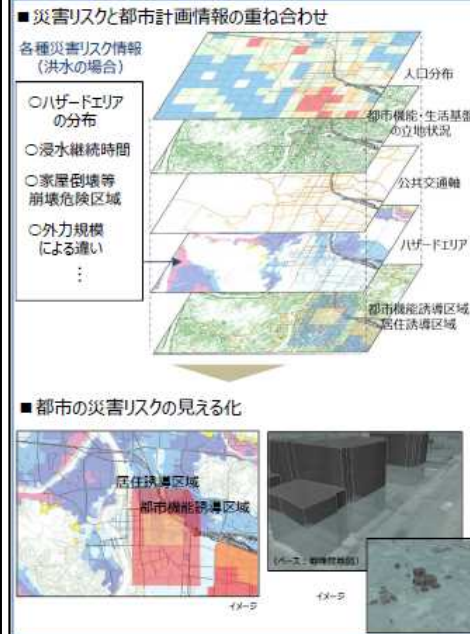 ■災害リスクと都市計画情報の重ね合わせ
各種災害リスク情報
(洪水の場合)
○ハザードエリア
の分布
○浸水継続時間
○家屋倒壊等
崩壊危険区域
○外力規模
による違い
⋮
人口分布
都市機能・生活基盤
の立地状況
公共交通軸
ハザードエリア
都市機能誘導区域
居住誘導区域
■都市の災害リスクの見える化
居住誘導区域
都市機能誘導区域
イメージ
イメージ